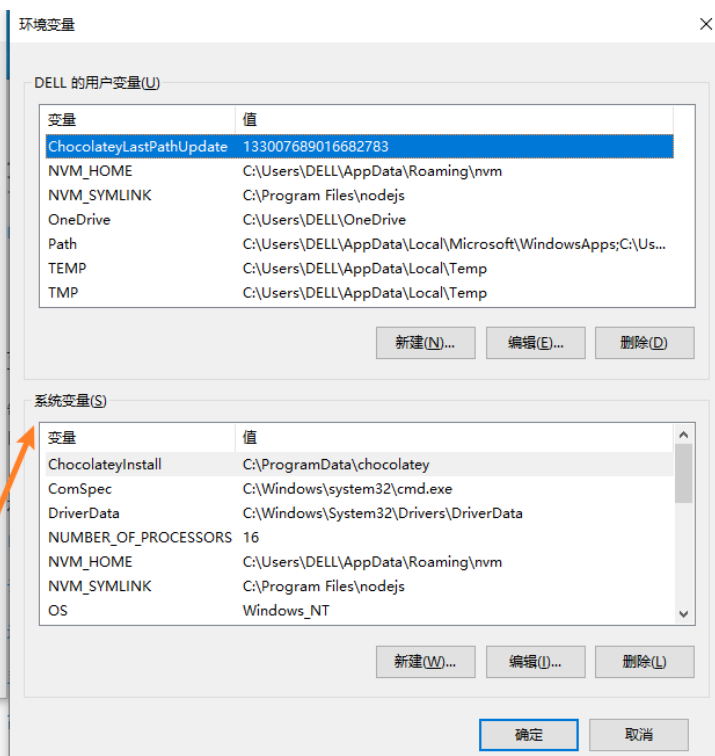 环境变量
DELL 的用户变量(U)
变量 值
ChocolateyLastPathUpdate 133007689016682783
NVM_HOME C:\Users\DELL\AppData\Roaming\nvm
NVM_SYMLINK C:\Program Files\nodejs
OneDrive C:\Users\DELL\OneDrive
Path C:\Users\DELL\AppData\Local\Microsoft\WindowsApps;C:\Us...
TEMP C:\Users\DELL\AppData\Local\Temp
TMP C:\Users\DELL\AppData\Local\Temp
新建(N)... 编辑(E)... 删除(D)
系统变量(S)
变量 值
ChocolateyInstall C:\ProgramData\chocolatey
ComSpec C:\Windows\system32\cmd.exe
DriverData C:\Windows\System32\Drivers\DriverData
NUMBER_OF_PROCESSORS 16
NVM_HOME C:\Users\DELL\AppData\Roaming\nvm
NVM_SYMLINK C:\Program Files\nodejs
OS Windows_NT
新建(W)... 编辑(I)... 删除(L)
确定 取消